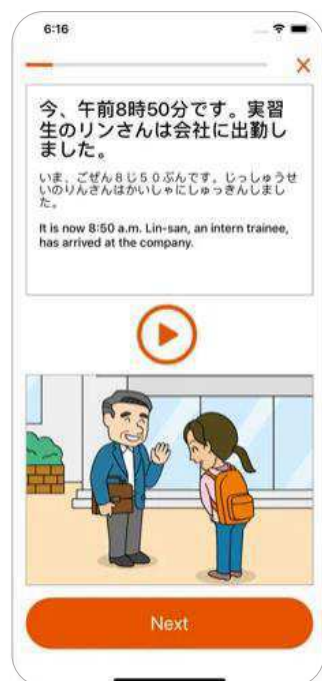 6:16
今、午前8時50分です。実習
生のリンさんは会社に出勤し
ました。
いま、ごぜん8じ50ぷんです。じっしゅうせ
いのりんさんはかいしゃにしゅっきんしまし
た。
It is now 8:50 a.m. Lin-san, an intern trainee,
has arrived at the company.
Next